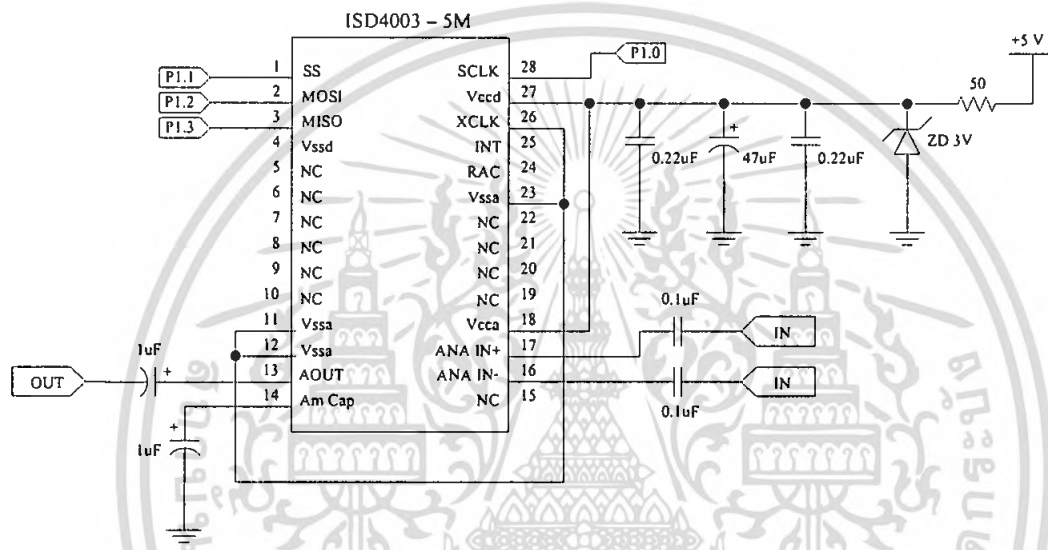 ISD4003 – 5M
P1.1
P1.2
P1.3
1 SS
2 MOSI
3 MISO
4 Vssd
5 NC
6 NC
7 NC
8 NC
9 NC
10 NC
11 Vssa
12 Vssa
13 AOUT
14 Am Cap
SCLK 28
Vccd 27
XCLK 26
INT 25
RAC 24
Vssa 23
NC 22
NC 21
NC 20
NC 19
Vcca 18
ANA IN+ 17
ANA IN- 16
NC 15
P1.0
+5 V
50
ZD 3V
0.22uF
+
47uF
0.22uF
0.1uF
IN
IN
0.1uF
OUT
1uF
+
+
1uF